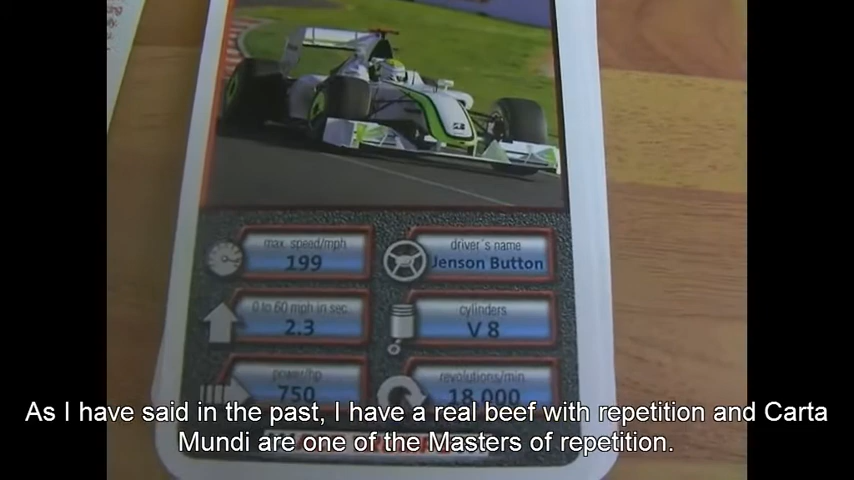 max. speed/mph
199
driver's name
Jenson Button
0 to 60 mph in sec.
2.3
cylinders
V 8
power/hp
750
revolutions/min
18,000
As I have said in the past, I have a real beef with repetition and Carta
Mundi are one of the Masters of repetition.